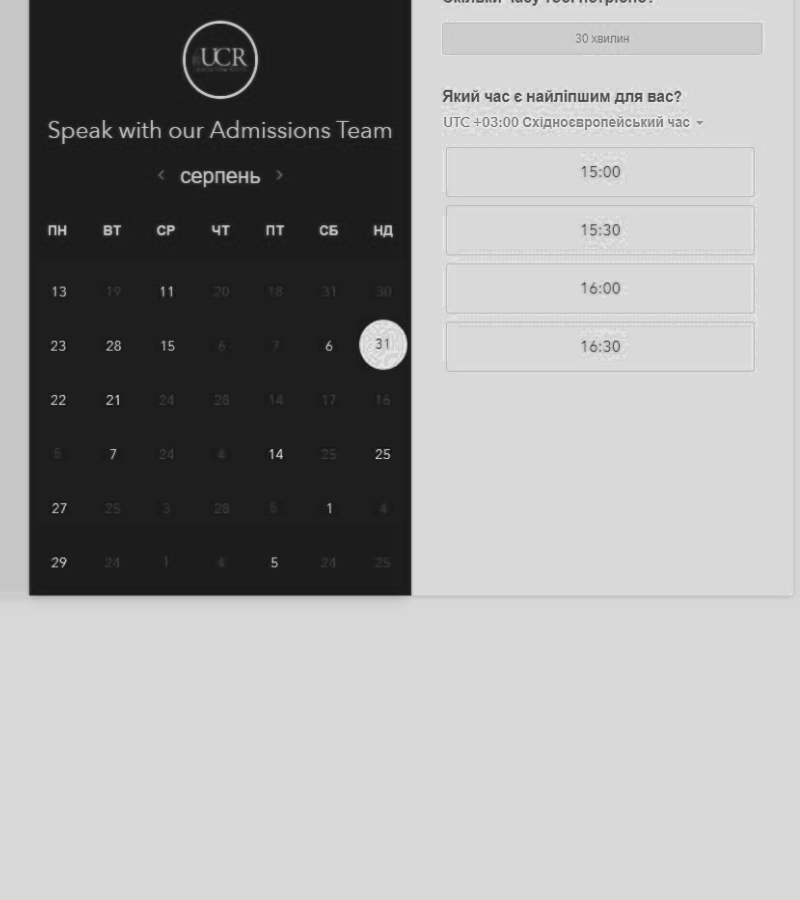 UCR
Speak with our Admissions Team
серпень
ПН ВТ СР ЧТ ПТ СБ НД
13 19 11 20 18 31 30
23 28 15 6 7 6 31
22 21 24 28 14 17 16
5 7 24 4 14 25 25
27 25 3 28 5 1 4
29 24 1 4 5 24 25
30 хвилин
Який час є найліпшим для вас?
UTC +03:00 Східноєвропейський час
15:00
15:30
16:00
16:30